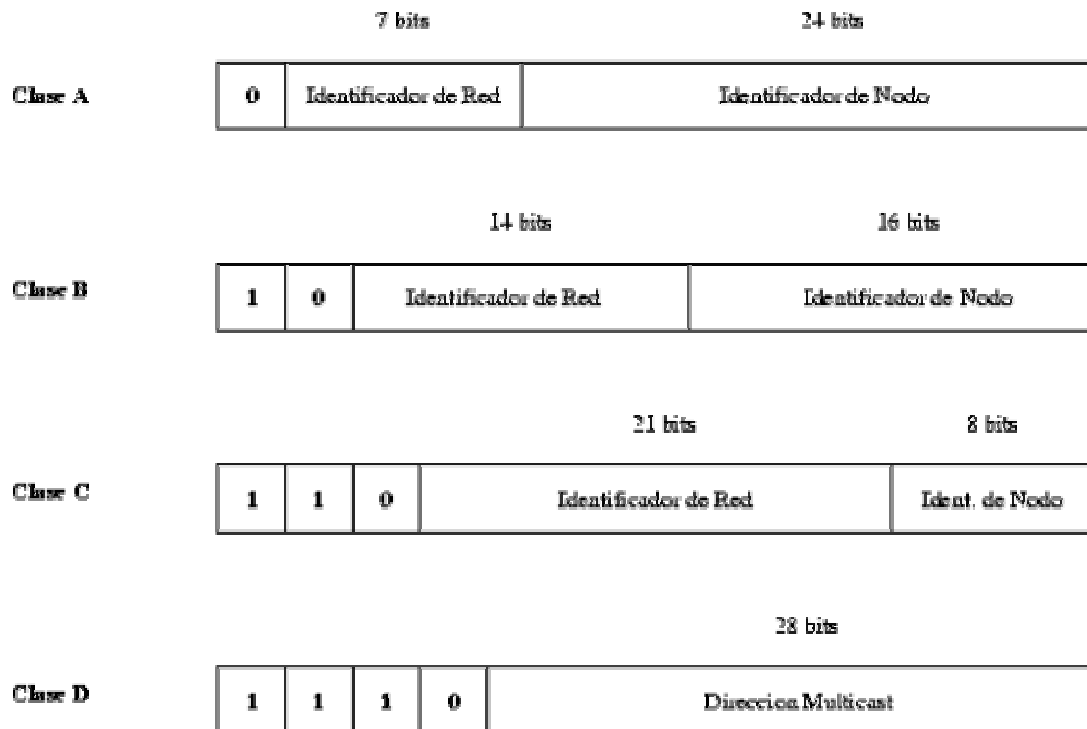 7 bits 24 bits
Clase A 0 Identificador de Red Identificador de Nodo
14 bits 16 bits
Clase B 1 0 Identificador de Red Identificador de Nodo
21 bits 8 bits
Clase C 1 1 0 Identificador de Red Ident. de Nodo
28 bits
Clase D 1 1 1 0 Direccion Multicast